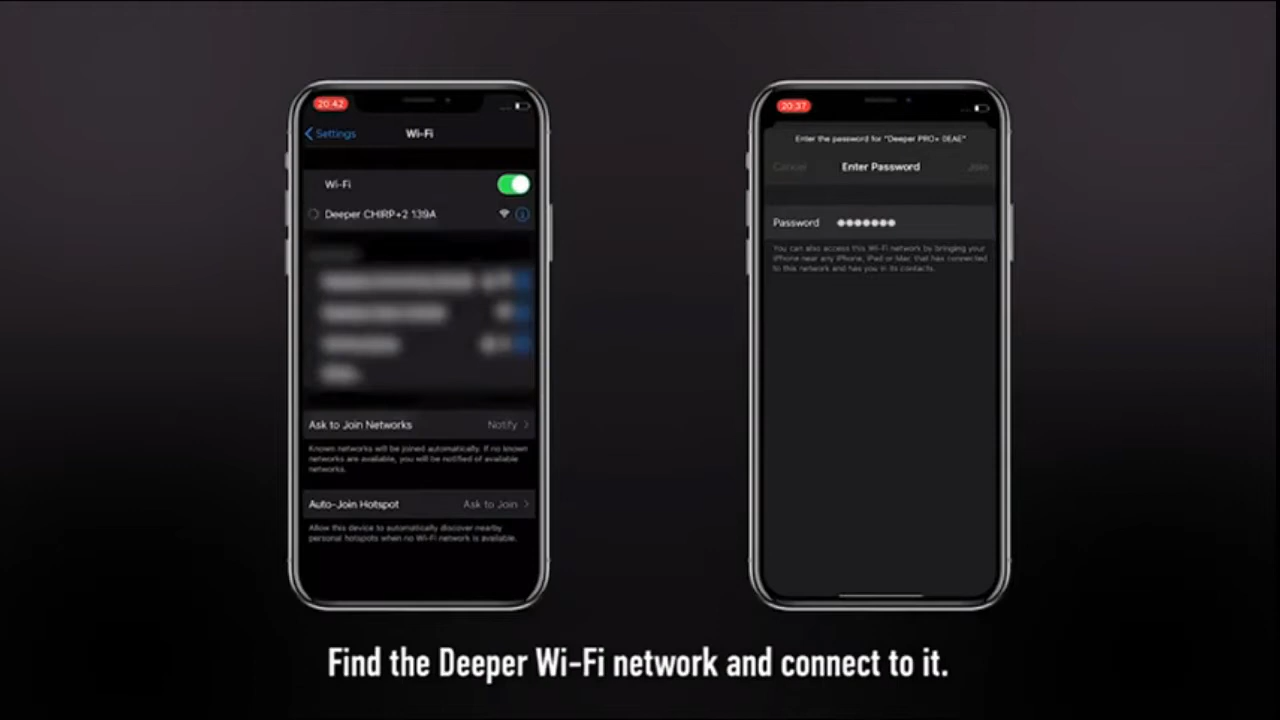 20:42
Settings
Wi-Fi
Wi-Fi
Deeper CHIRP+2 139A
Ask to Join Networks
Notify
Known networks will be joined automatically. If no known
networks are available, you will be notified of available
networks.
Auto-Join Hotspot
Ask to Join
Allow this device to automatically discover nearby
personal hotspots when no Wi-Fi network is available.
20:37
Enter the password for "Deeper PRO+ 0EAE"
Cancel
Enter Password
Join
Password
You can also access this Wi-Fi network by bringing your
iPhone near any iPhone, iPad or Mac that has connected
to this network and has you in its contacts.
Find the Deeper Wi-Fi network and connect to it.